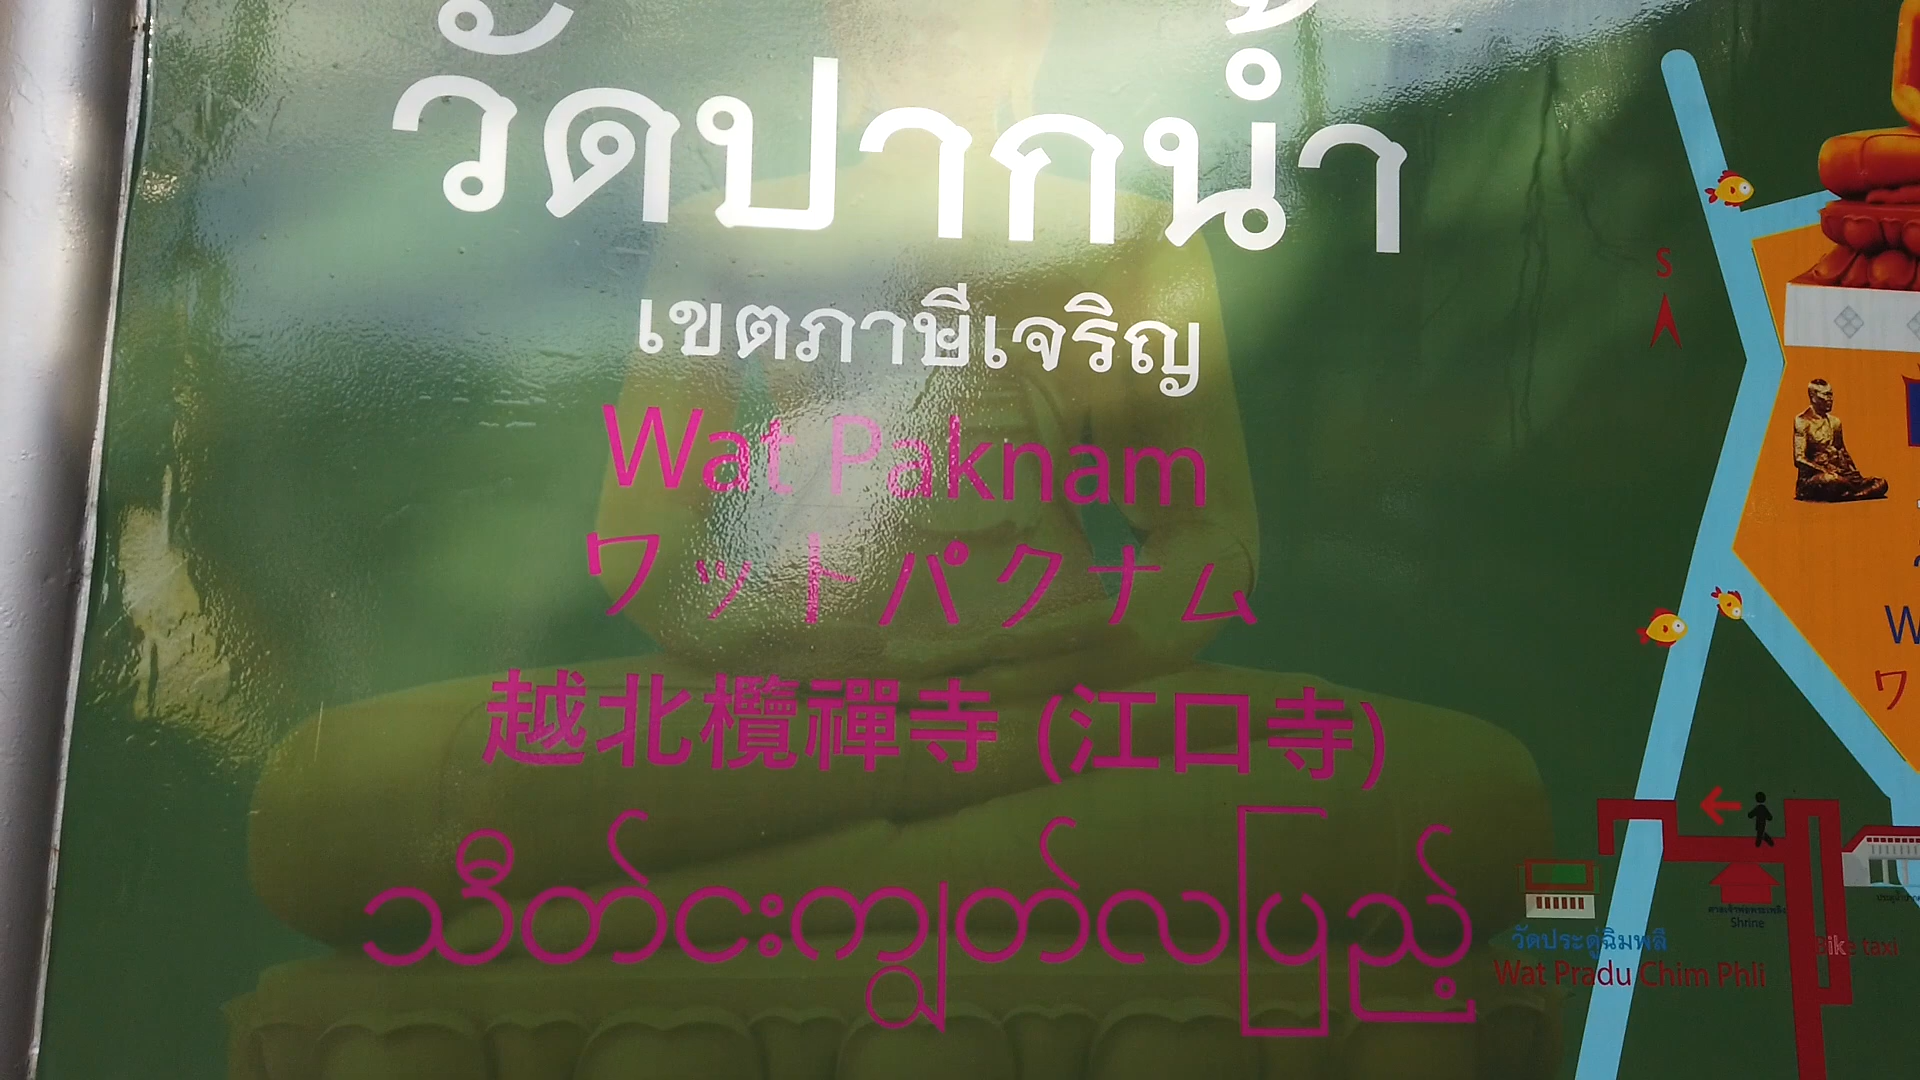 วัดปากน้ำ
เขตภาษีเจริญ
Wat Paknam
ワットパクナム
越北欖禪寺 (江口寺)
သီတင်းကျွတ်လပြည့်
S
W
ワ
Shrine
วัดประดู่ฉิมพลี
Wat Pradu Chim Phli
Bike taxi